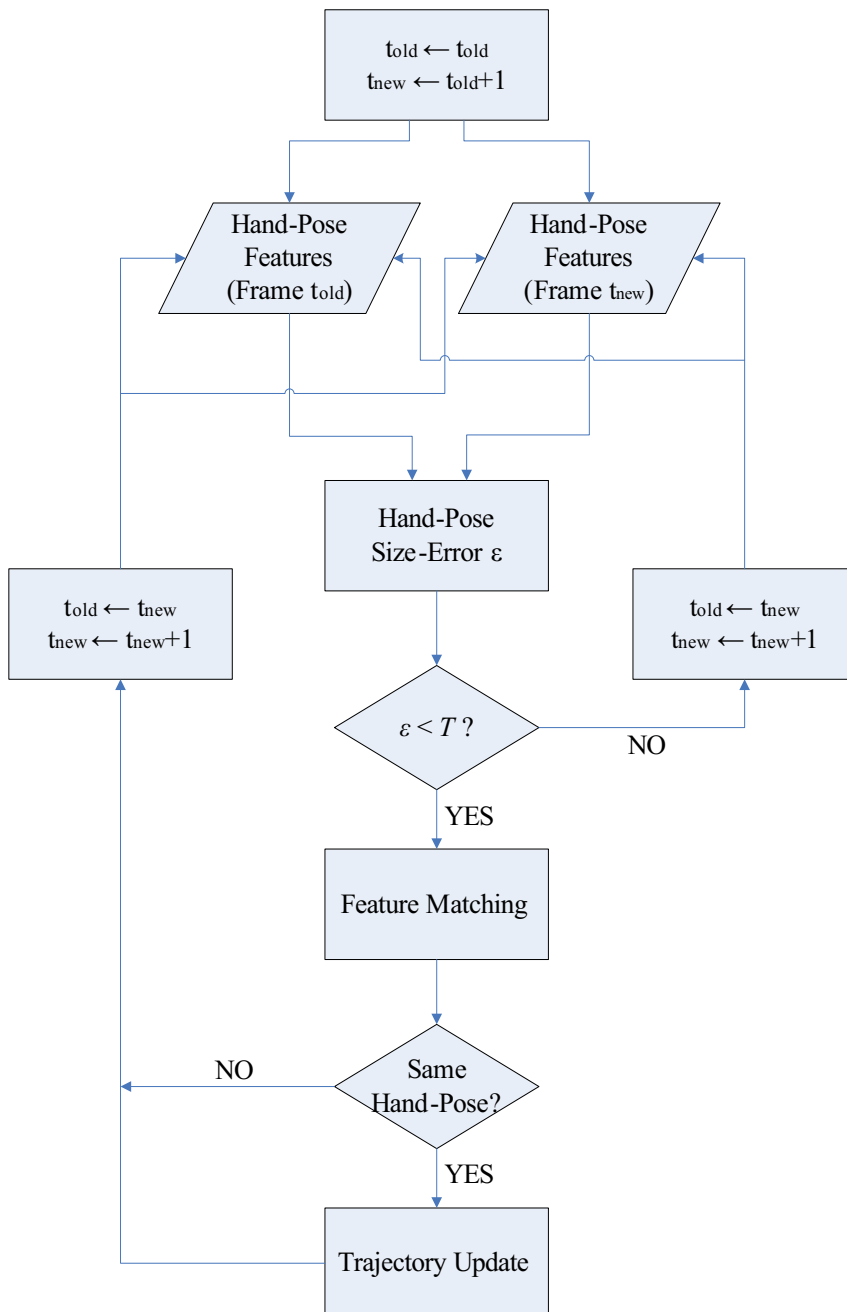 told ← told
tnew ← told+1
Hand-Pose
Features
(Frame told)
Hand-Pose
Features
(Frame tnew)
Hand-Pose
Size-Error ε
told ← tnew
tnew ← tnew+1
told ← tnew
tnew ← tnew+1
ε < T ?
NO
YES
Feature Matching
Same
Hand-Pose?
NO
YES
Trajectory Update